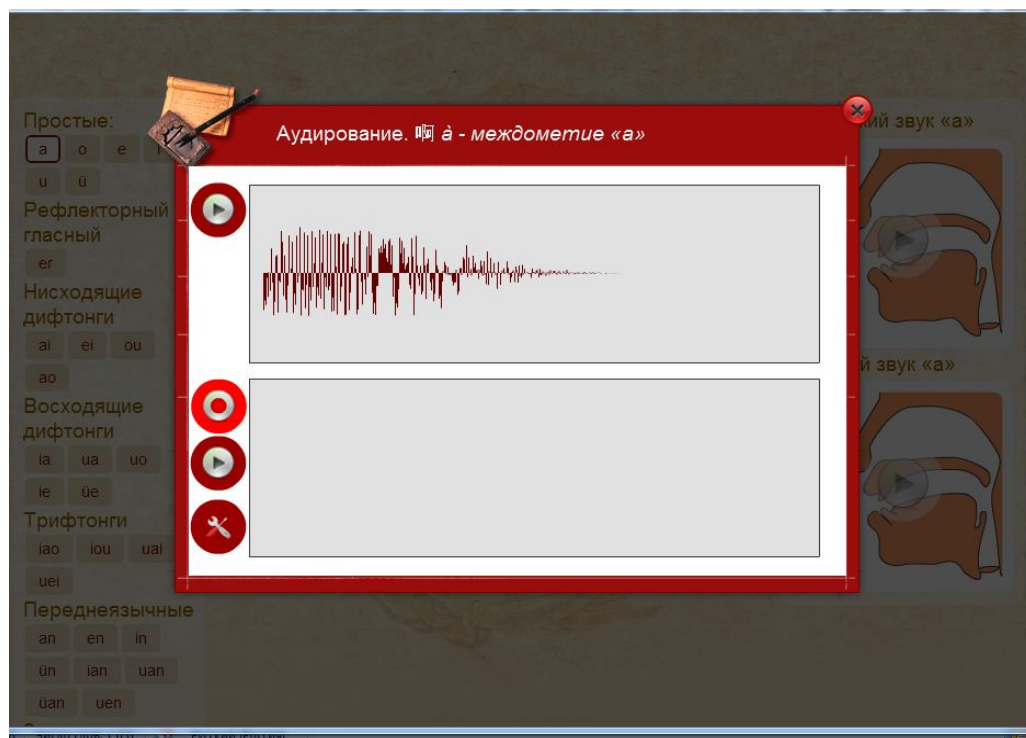 Аудирование. 啊 à - междометие «а»
Простые:
a o e
u ü
Рефлекторный
гласный
er
Нисходящие
дифтонги
ai ei ou
ao
Восходящие
дифтонги
ia ua uo
ie üe
Трифтонги
iao iou uai
uei
Переднеязычные
an en in
ün ian uan
üan uen
звук «а»
звук «а»